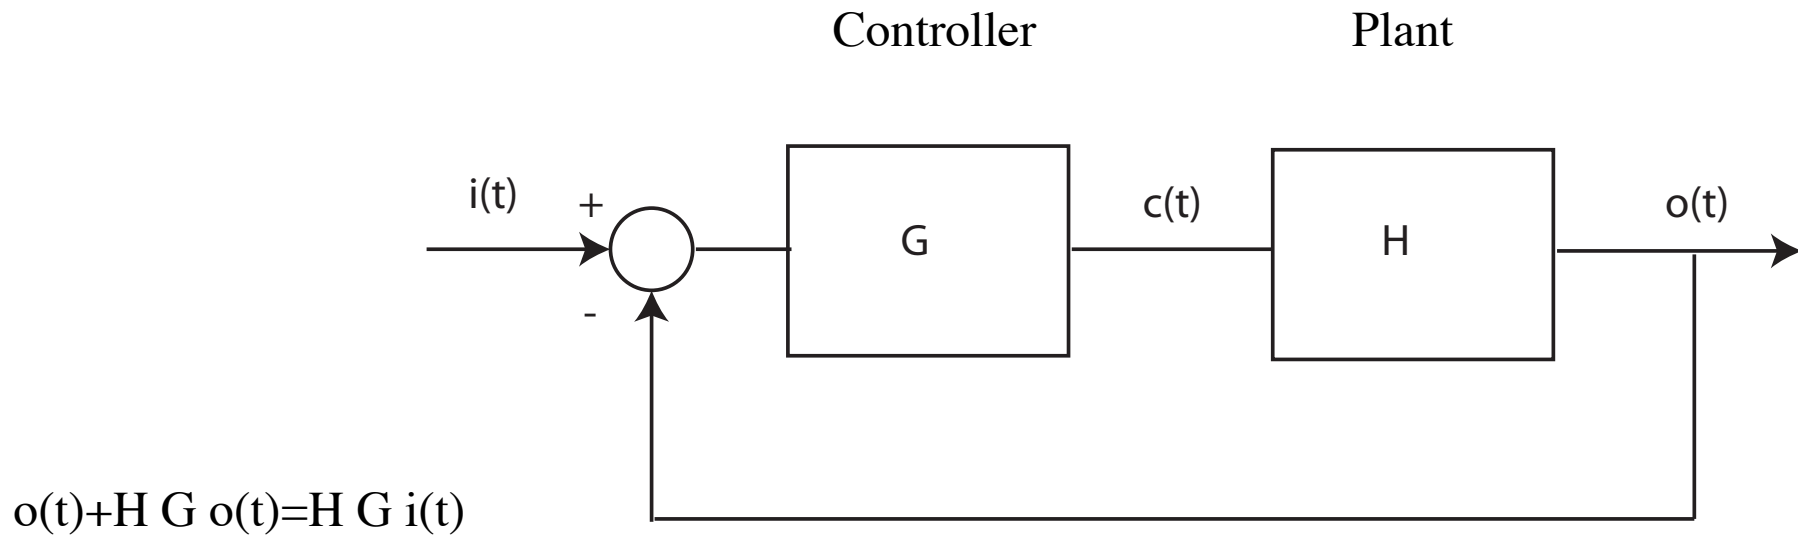 Controller Plant
i(t) + c(t) o(t)
G H
-
o(t)+H G o(t)=H G i(t)